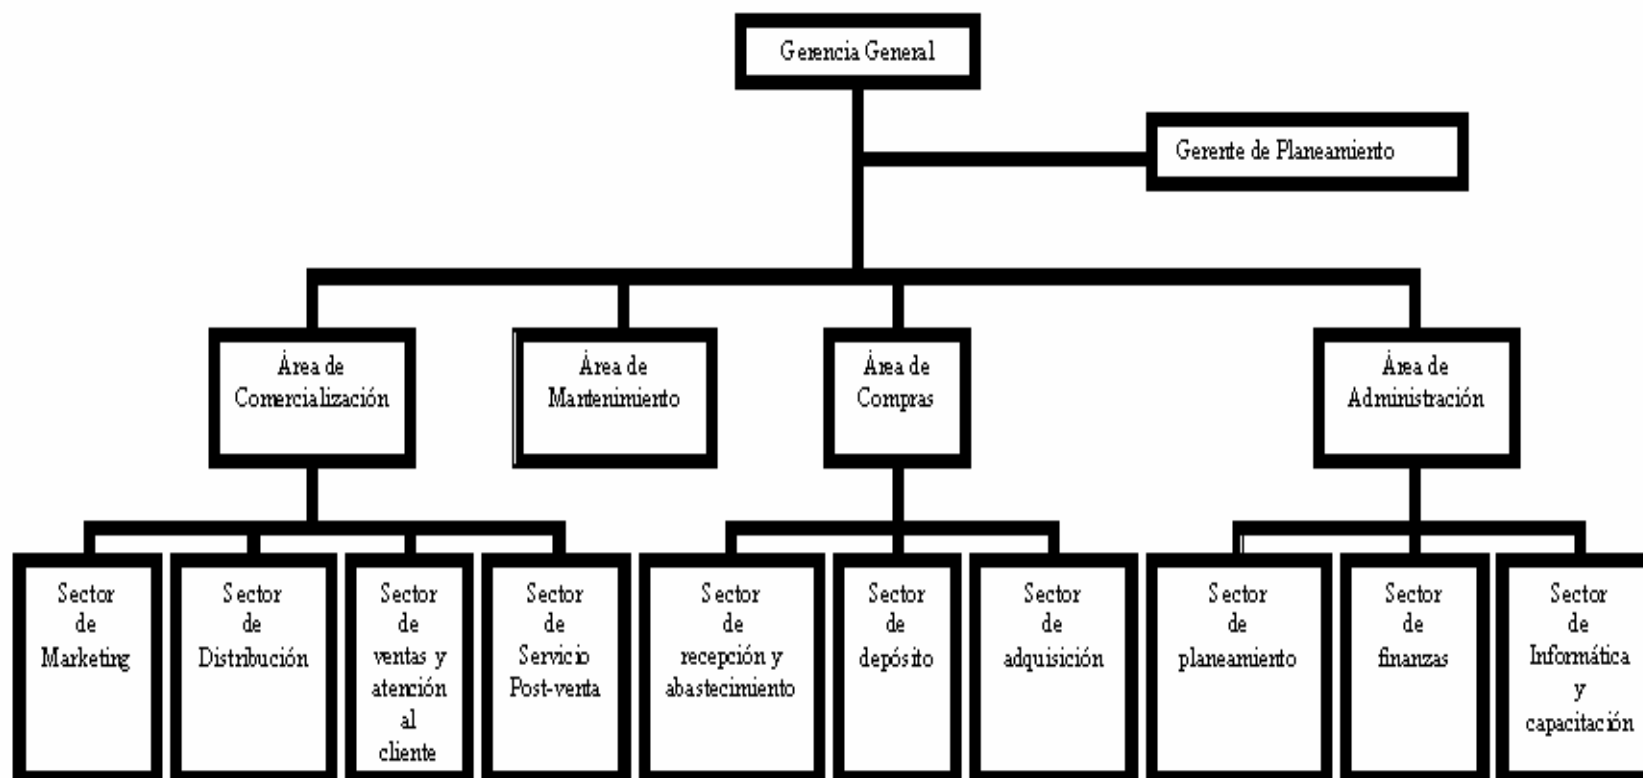 Gerencia General
Gerente de Planeamiento
Área de
Comercialización
Área de
Mantenimiento
Área de
Compras
Área de
Administración
Sector
de
Marketing
Sector
de
Distribución
Sector
de
ventas y
atención
al
cliente
Sector
de
Servicio
Post-venta
Sector
de
recepción y
abastecimiento
Sector
de
depósito
Sector
de
adquisición
Sector
de
planeamiento
Sector
de
finanzas
Sector
de
Informática
y
capacitación